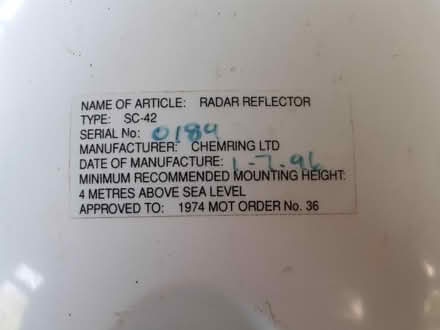 NAME OF ARTICLE: RADAR REFLECTOR
TYPE: SC-42
SERIAL No: 0189
MANUFACTURER: CHEMRING LTD
DATE OF MANUFACTURE: 1-7-96
MINIMUM RECOMMENDED MOUNTING HEIGHT:
4 METRES ABOVE SEA LEVEL
APPROVED TO: 1974 MOT ORDER No. 36